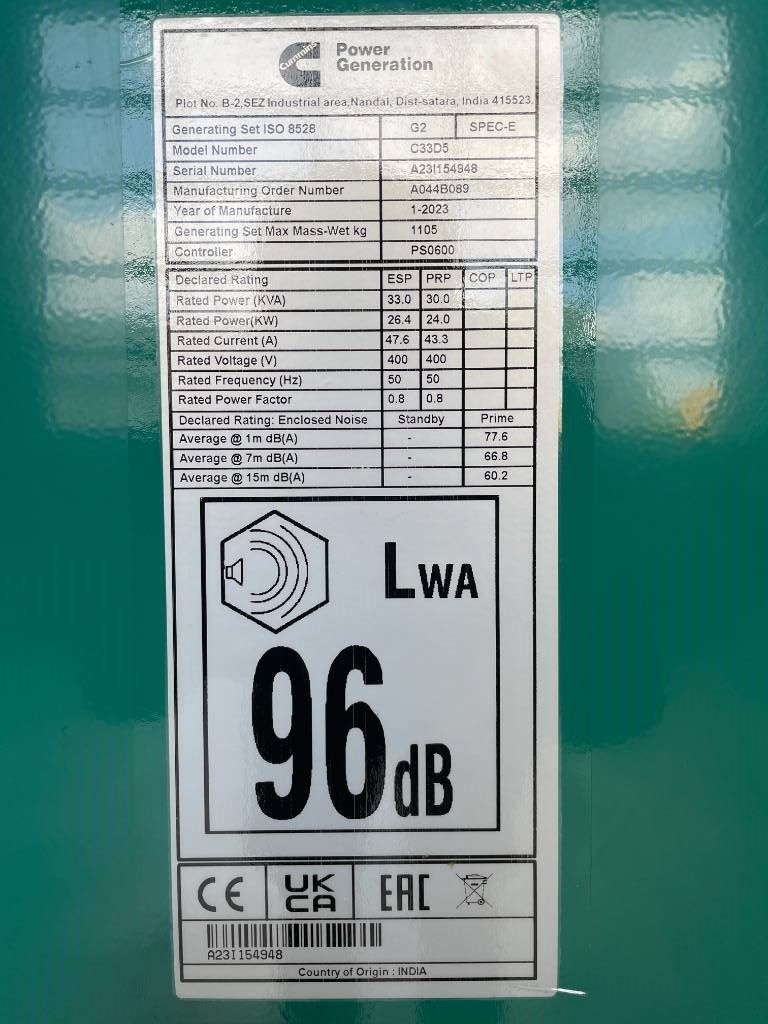 Cummins
Power
Generation
Plot No. B-2,SEZ Industrial area,Nandal, Dist-satara, India 415523.
Generating Set ISO 8528 G2 SPEC-E
Model Number C33D5
Serial Number A23I154948
Manufacturing Order Number A044B089
Year of Manufacture 1-2023
Generating Set Max Mass-Wet kg 1105
Controller PS0600
Declared Rating ESP PRP COP LTP
Rated Power (KVA) 33.0 30.0
Rated Power(KW) 26.4 24.0
Rated Current (A) 47.6 43.3
Rated Voltage (V) 400 400
Rated Frequency (Hz) 50 50
Rated Power Factor 0.8 0.8
Declared Rating: Enclosed Noise Standby Prime
Average @ 1m dB(A) - 77.6
Average @ 7m dB(A) - 66.8
Average @ 15m dB(A) - 60.2
LWA
96dB
CE UK CA EAC
A23I154948
Country of Origin : INDIA